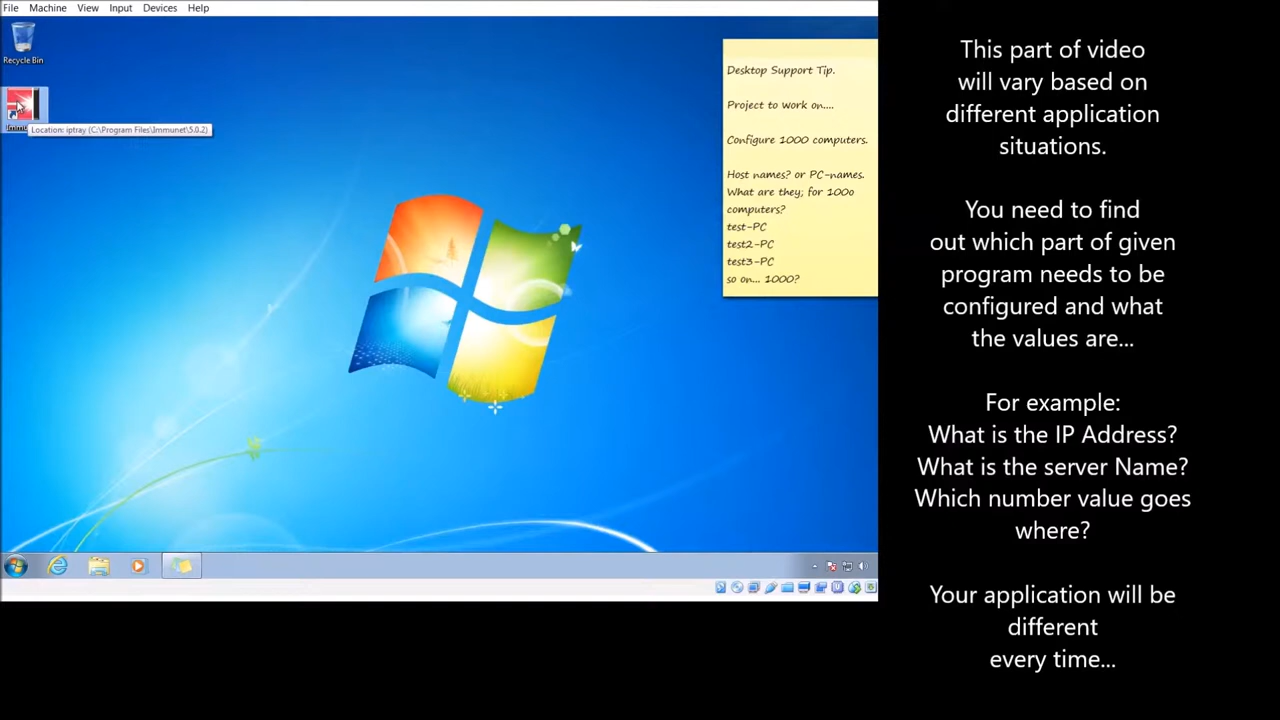 File Machine View Input Devices Help
Recycle Bin
Location: iptray (C:\Program Files\Immunet\5.0.2)
Desktop Support Tip.
Project to work on....
Configure 1000 computers.
Host names? or PC-names.
What are they; for 100o
computers?
test-PC
test2-PC
test3-PC
so on... 1000?
This part of video
will vary based on
different application
situations.
You need to find
out which part of given
program needs to be
configured and what
the values are...
For example:
What is the IP Address?
What is the server Name?
Which number value goes
where?
Your application will be
different
every time...